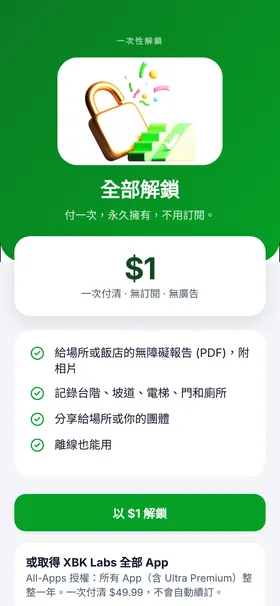 一次性解鎖
全部解鎖
付一次，永久擁有，不用訂閱。
$1
一次付清 · 無訂閱 · 無廣告
給場所或飯店的無障礙報告 (PDF)，附
相片
記錄台階、坡道、電梯、門和廁所
分享給場所或你的團體
離線也能用
以 $1 解鎖
或取得 XBK Labs 全部 App
All-Apps 授權：所有 App（含 Ultra Premium）整
整一年。一次付清 $49.99，不會自動續訂。